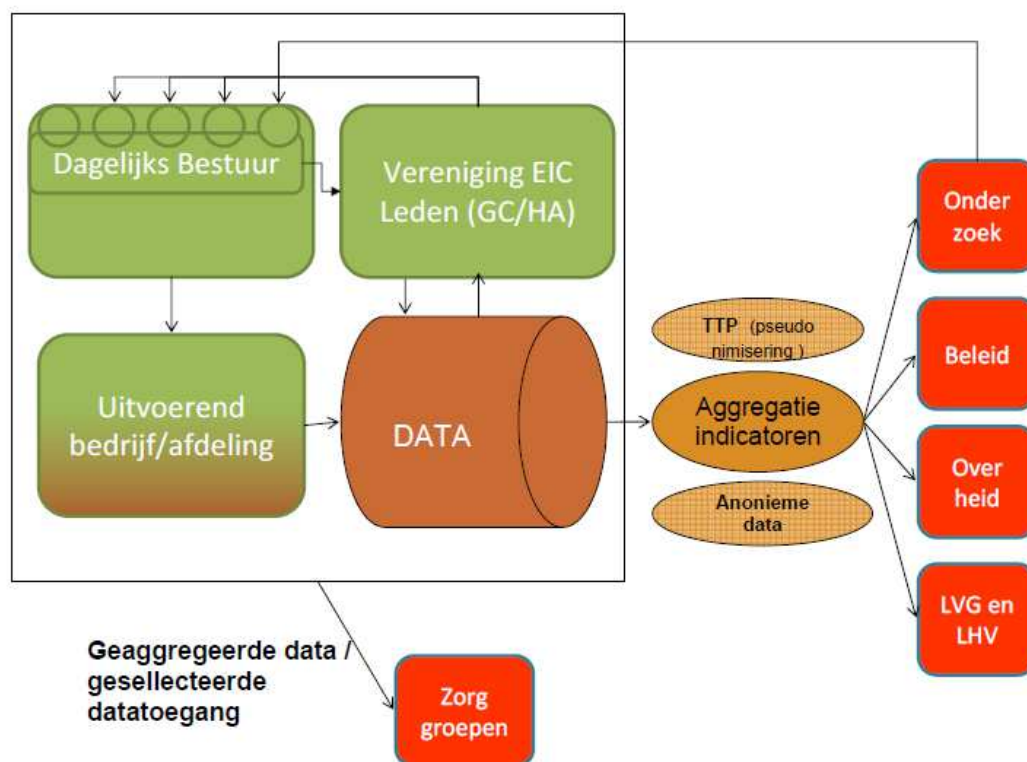 Dagelijks Bestuur
Vereniging EIC
Leden (GC/HA)
Onder
zoek
TTP (pseudo
nimisering )
Beleid
Uitvoerend
bedrijf/afdeling
DATA
Aggregatie
indicatoren
Over
heid
Anonieme
data
LVG en
LHV
Geaggregeerde data /
gesellecteerde
datatoegang
Zorg
groepen